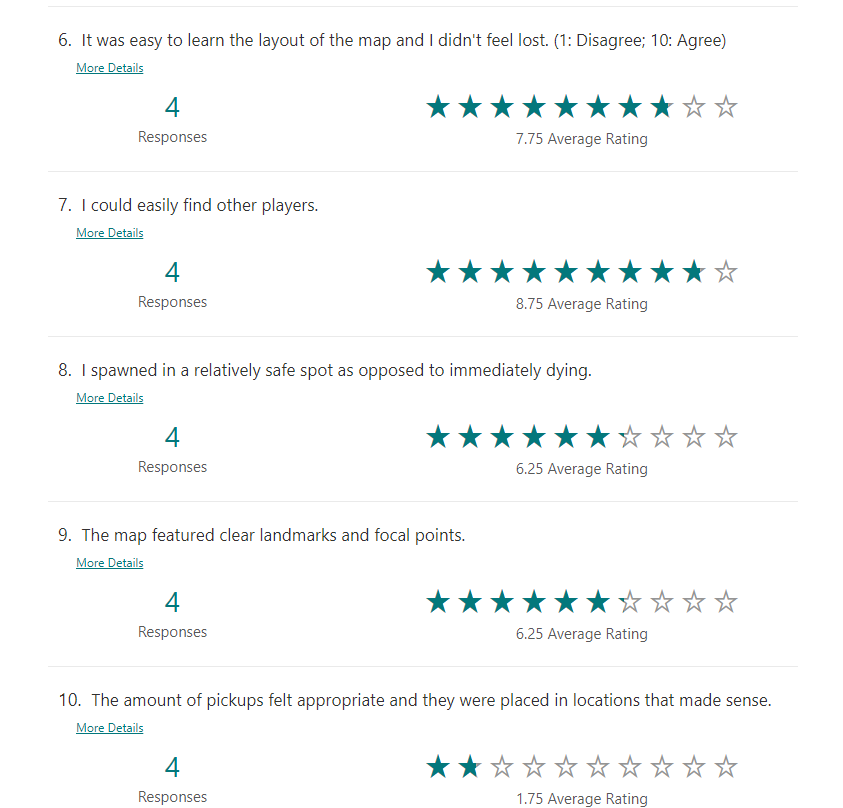 6. It was easy to learn the layout of the map and I didn't feel lost. (1: Disagree; 10: Agree)
More Details
4
Responses
7.75 Average Rating
7. I could easily find other players.
More Details
4
Responses
8.75 Average Rating
8. I spawned in a relatively safe spot as opposed to immediately dying.
More Details
4
Responses
6.25 Average Rating
9. The map featured clear landmarks and focal points.
More Details
4
Responses
6.25 Average Rating
10. The amount of pickups felt appropriate and they were placed in locations that made sense.
More Details
4
Responses
1.75 Average Rating